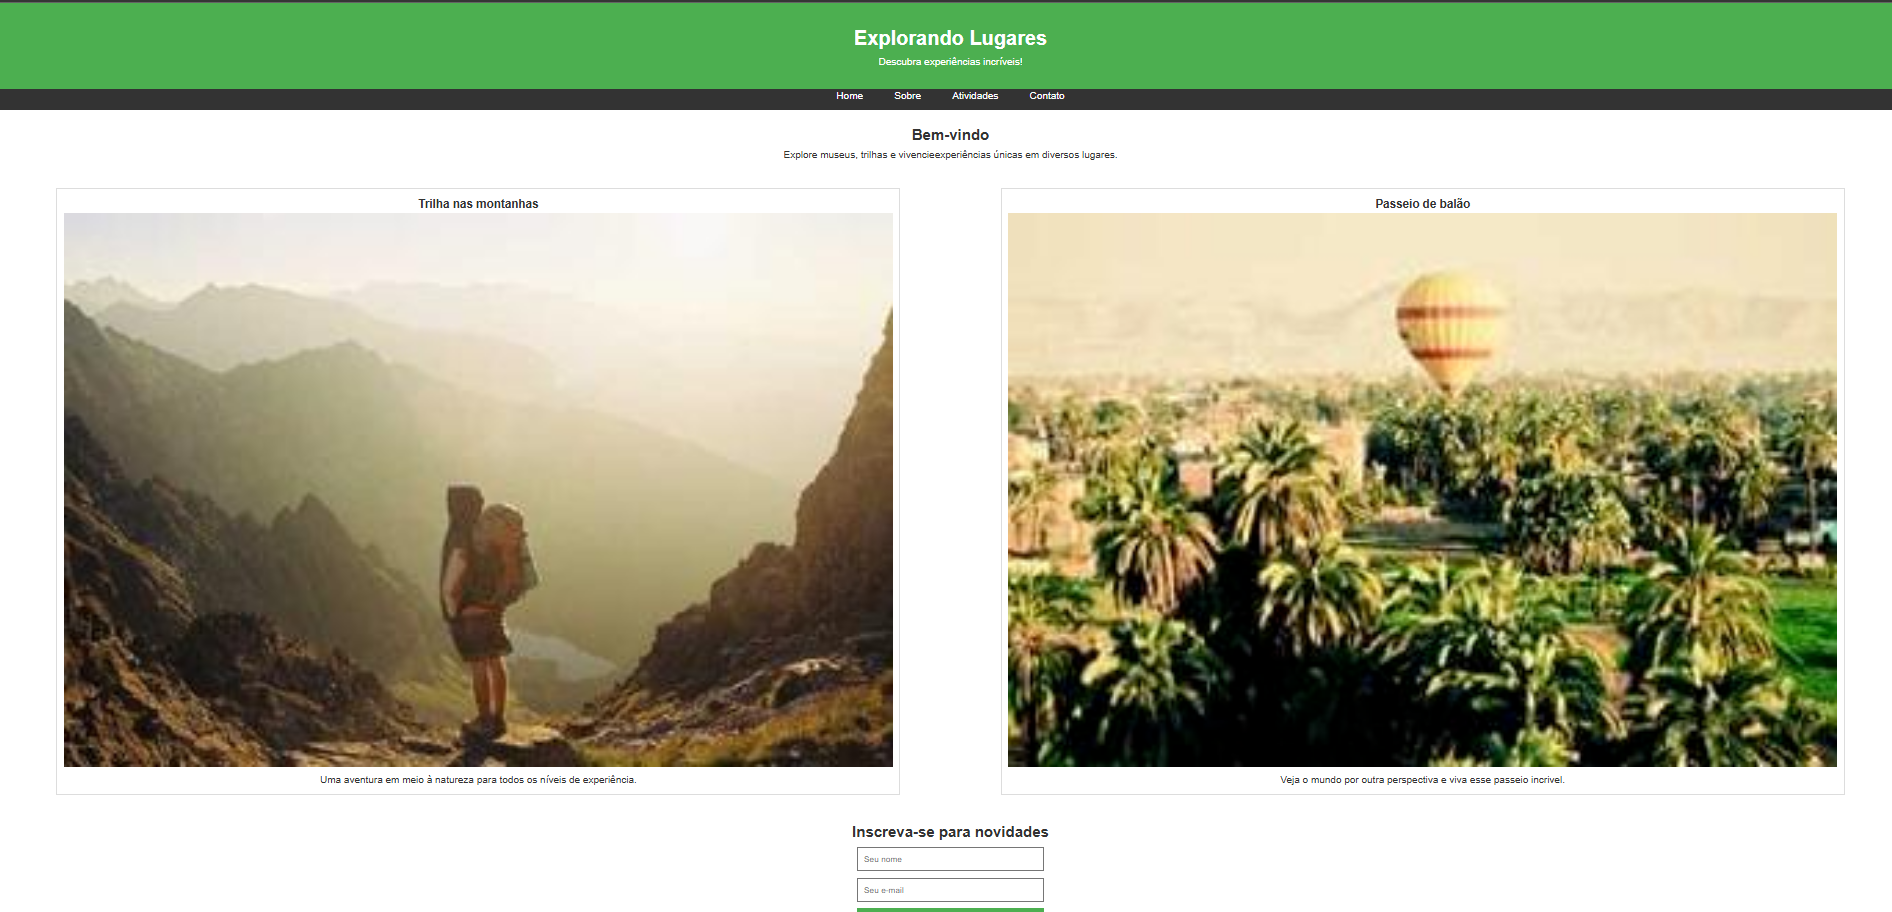 Explorando Lugares
Descubra experiências incríveis!
Home Sobre Atividades Contato
Bem-vindo
Explore museus, trilhas e vivencieexperiências únicas em diversos lugares.
Trilha nas montanhas
Uma aventura em meio à natureza para todos os níveis de experiência.
Passeio de balão
Veja o mundo por outra perspectiva e viva esse passeio incrivel.
Inscreva-se para novidades
Seu nome
Seu e-mail